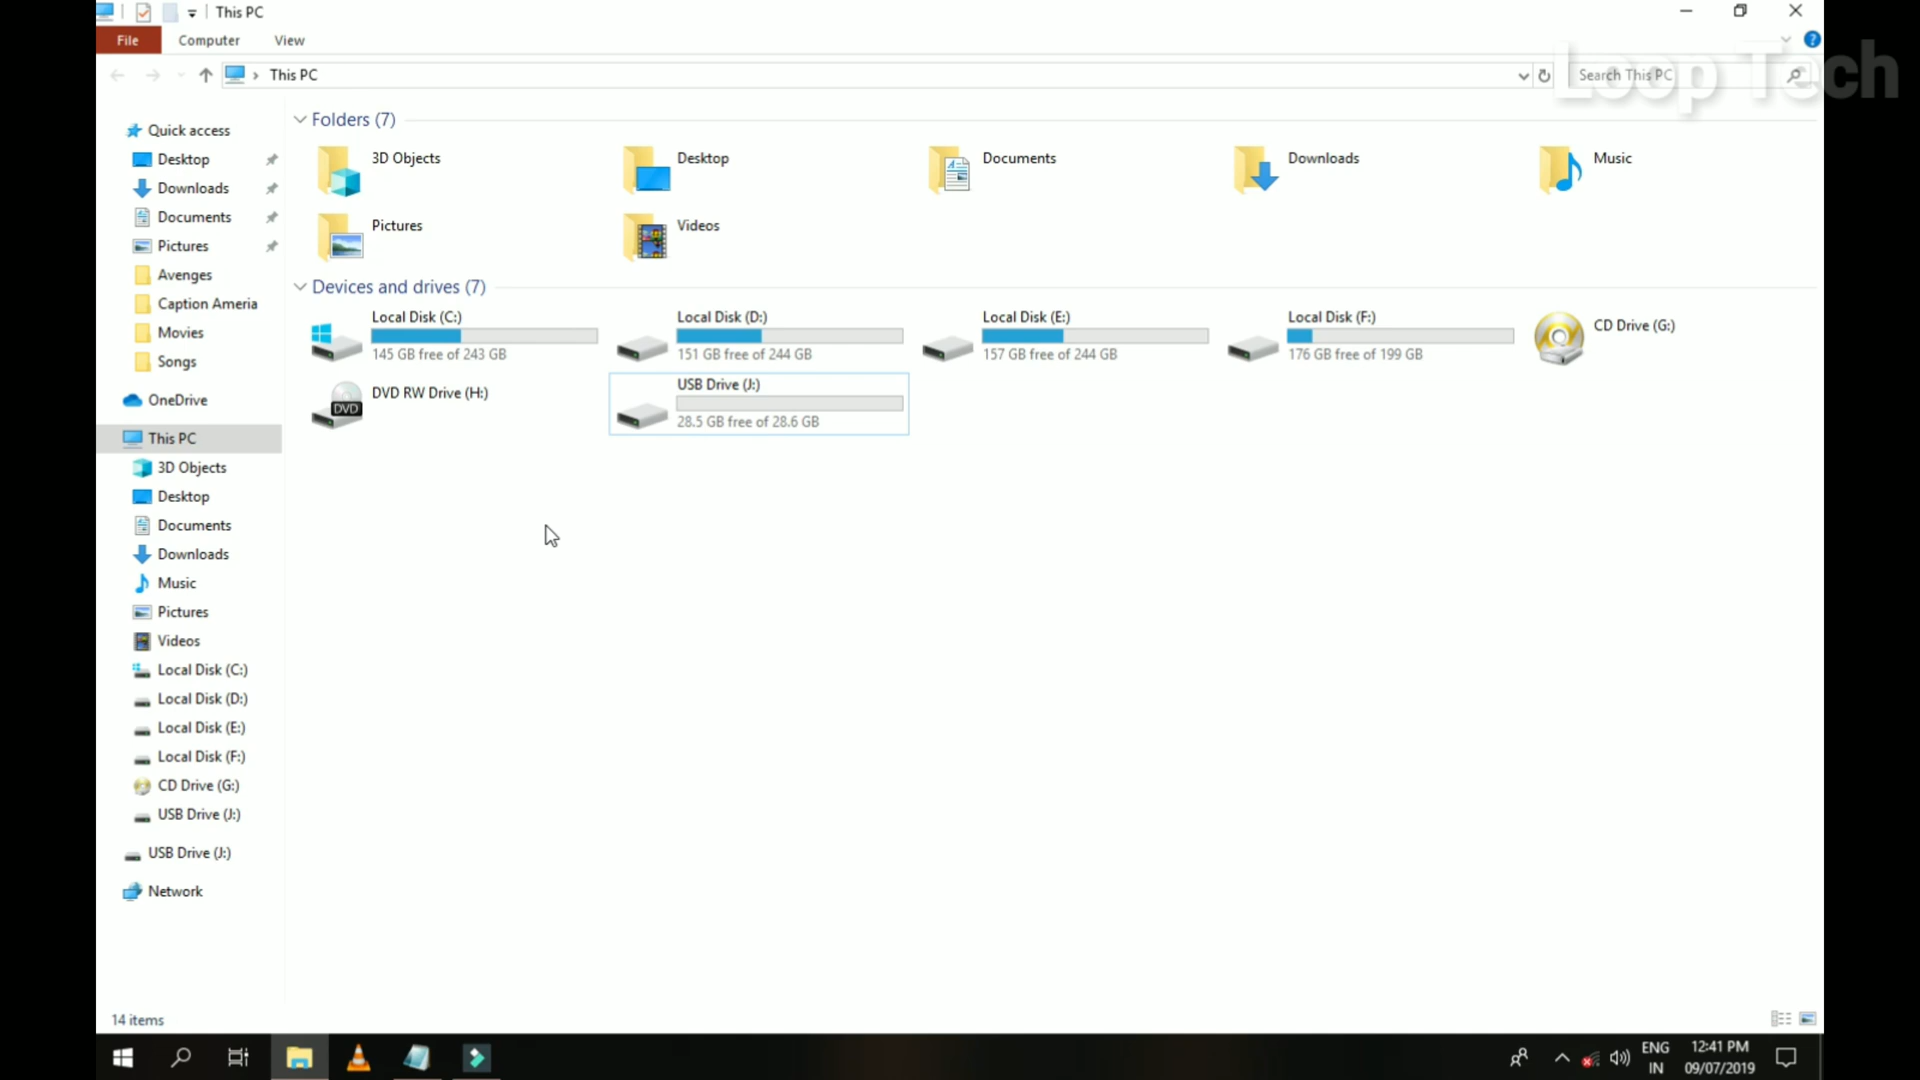 This PC
File Computer View
This PC
Search This PC
Loop Tech
Quick access
Desktop
Downloads
Documents
Pictures
Avenges
Caption Ameria
Movies
Songs
OneDrive
This PC
3D Objects
Desktop
Documents
Downloads
Music
Pictures
Videos
Local Disk (C:)
Local Disk (D:)
Local Disk (E:)
Local Disk (F:)
CD Drive (G:)
USB Drive (J:)
USB Drive (J:)
Network
Folders (7)
3D Objects
Desktop
Documents
Downloads
Music
Pictures
Videos
Devices and drives (7)
Local Disk (C:)
145 GB free of 243 GB
Local Disk (D:)
151 GB free of 244 GB
Local Disk (E:)
157 GB free of 244 GB
Local Disk (F:)
176 GB free of 199 GB
CD Drive (G:)
DVD
DVD RW Drive (H:)
USB Drive (J:)
28.5 GB free of 28.6 GB
14 items
ENG
IN
12:41 PM
09/07/2019